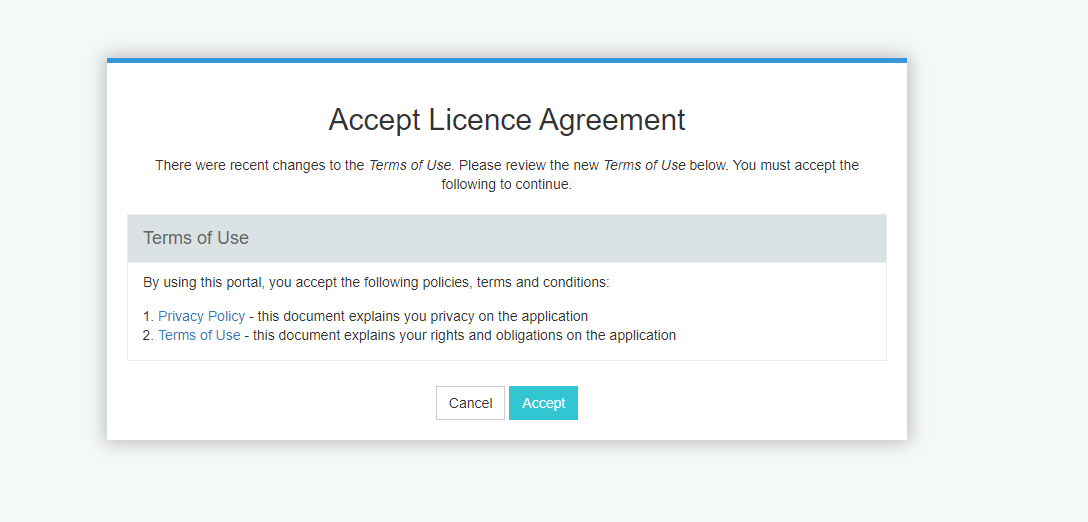 Accept Licence Agreement
There were recent changes to the Terms of Use. Please review the new Terms of Use below. You must accept the
following to continue.
Terms of Use
By using this portal, you accept the following policies, terms and conditions:
1. Privacy Policy - this document explains you privacy on the application
2. Terms of Use - this document explains your rights and obligations on the application
Cancel Accept